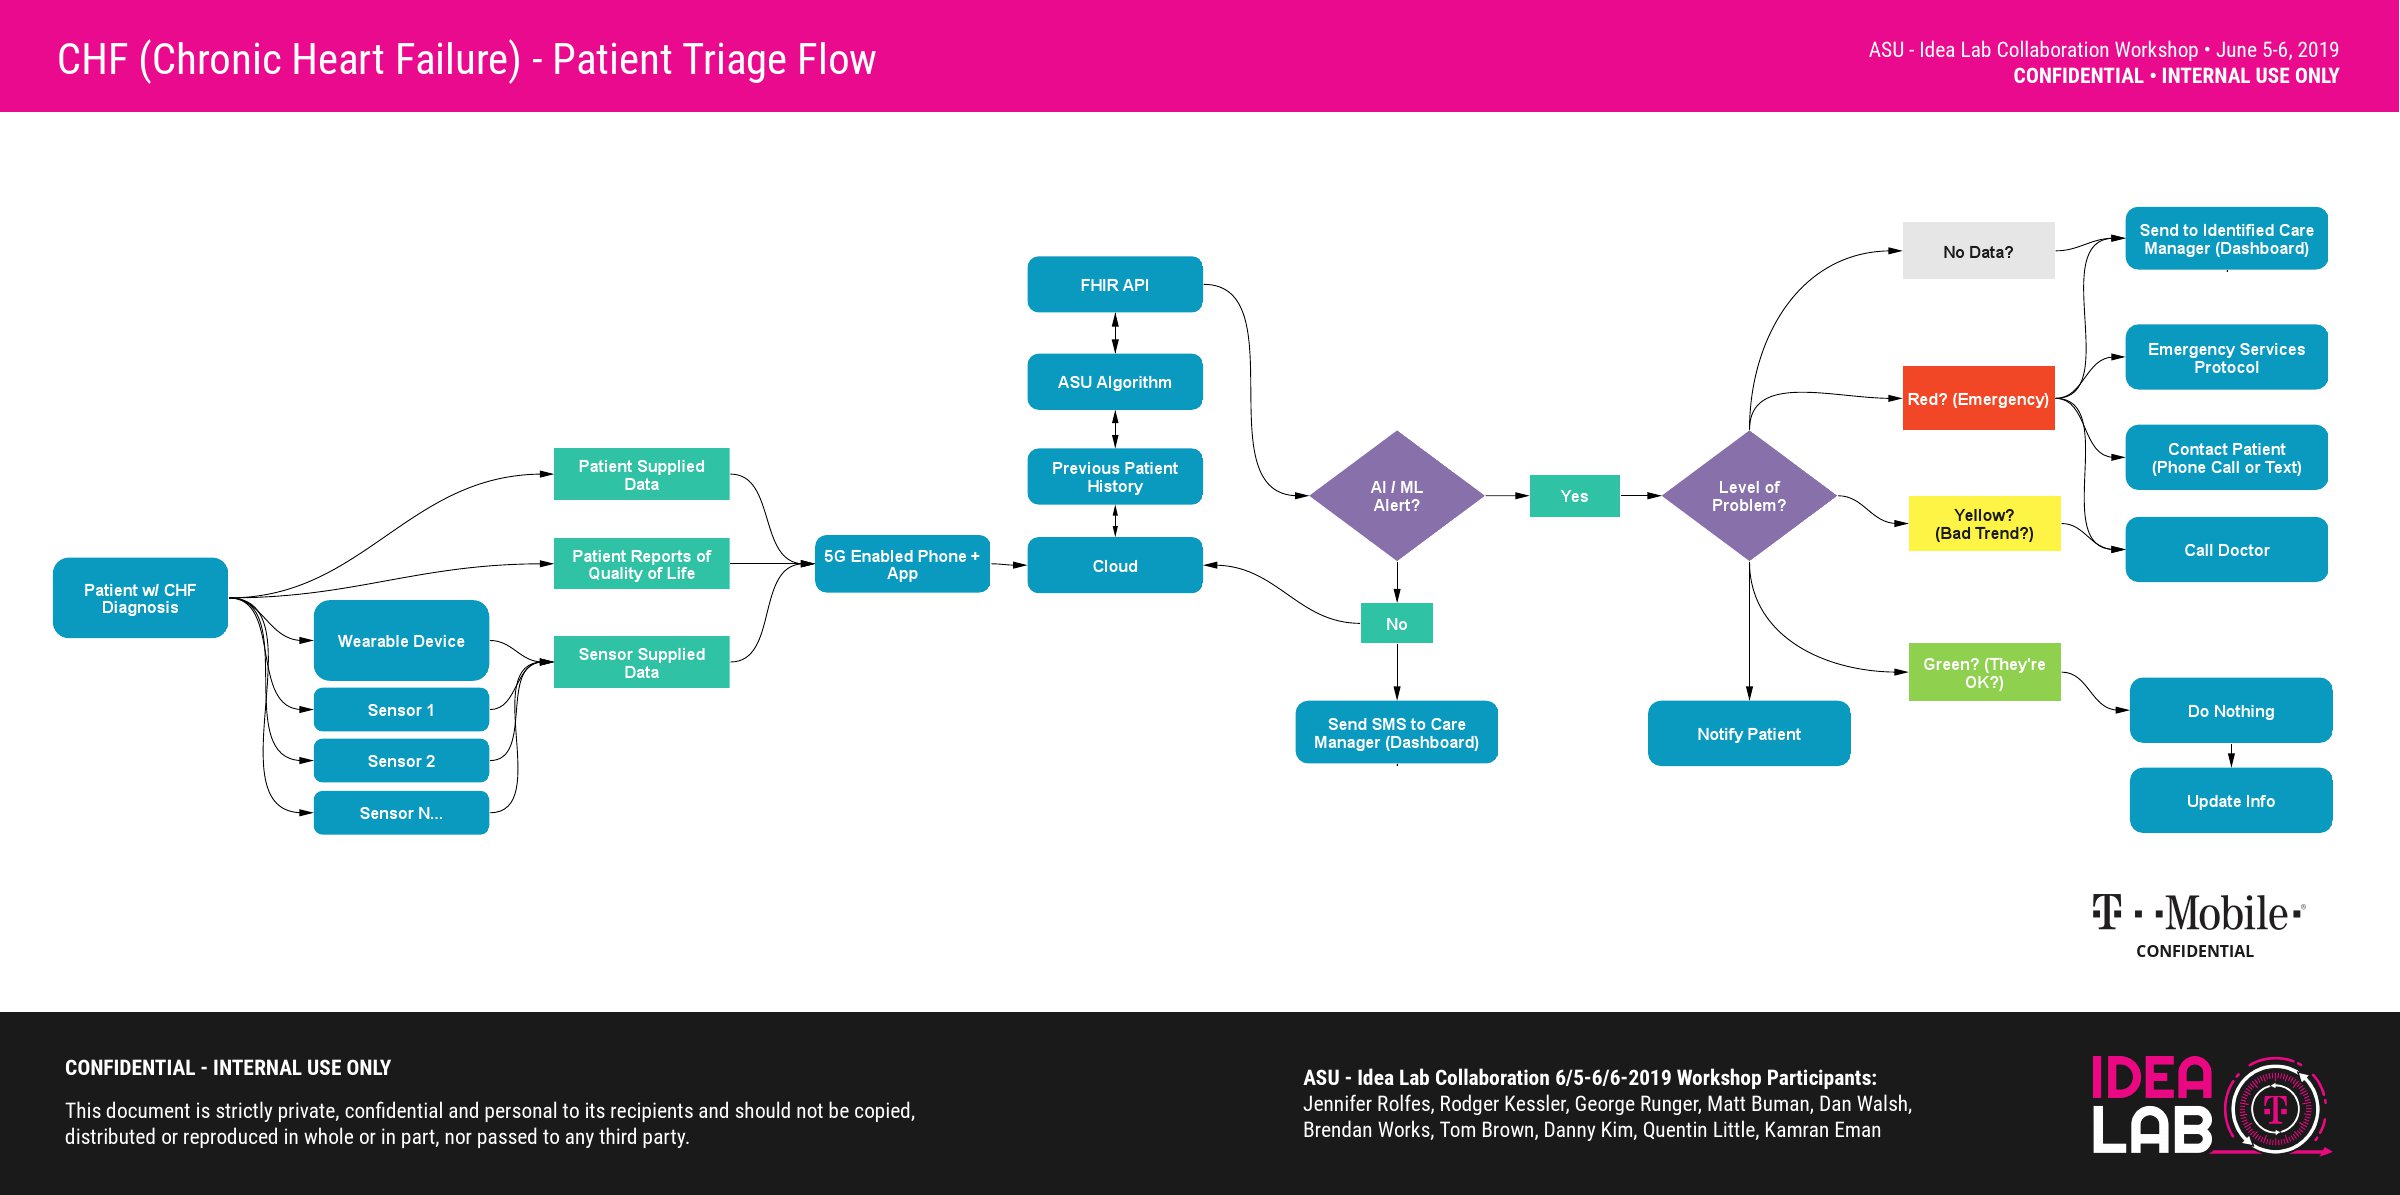 CHF (Chronic Heart Failure) - Patient Triage Flow
ASU - Idea Lab Collaboration Workshop • June 5-6, 2019
CONFIDENTIAL • INTERNAL USE ONLY
Patient w/ CHF
Diagnosis
Wearable Device
Sensor 1
Sensor 2
Sensor N...
Patient Supplied
Data
Patient Reports of
Quality of Life
Sensor Supplied
Data
5G Enabled Phone +
App
FHIR API
ASU Algorithm
Previous Patient
History
Cloud
AI / ML
Alert?
Yes
No
Send SMS to Care
Manager (Dashboard)
Level of
Problem?
Notify Patient
No Data?
Red? (Emergency)
Yellow?
(Bad Trend?)
Green? (They're
OK?)
Send to Identified Care
Manager (Dashboard)
Emergency Services
Protocol
Contact Patient
(Phone Call or Text)
Call Doctor
Do Nothing
Update Info
T · · Mobile ·®
CONFIDENTIAL
CONFIDENTIAL - INTERNAL USE ONLY
This document is strictly private, confidential and personal to its recipients and should not be copied,
distributed or reproduced in whole or in part, nor passed to any third party.
ASU - Idea Lab Collaboration 6/5-6/6-2019 Workshop Participants:
Jennifer Rolfes, Rodger Kessler, George Runger, Matt Buman, Dan Walsh,
Brendan Works, Tom Brown, Danny Kim, Quentin Little, Kamran Eman
IDEA
LAB
T